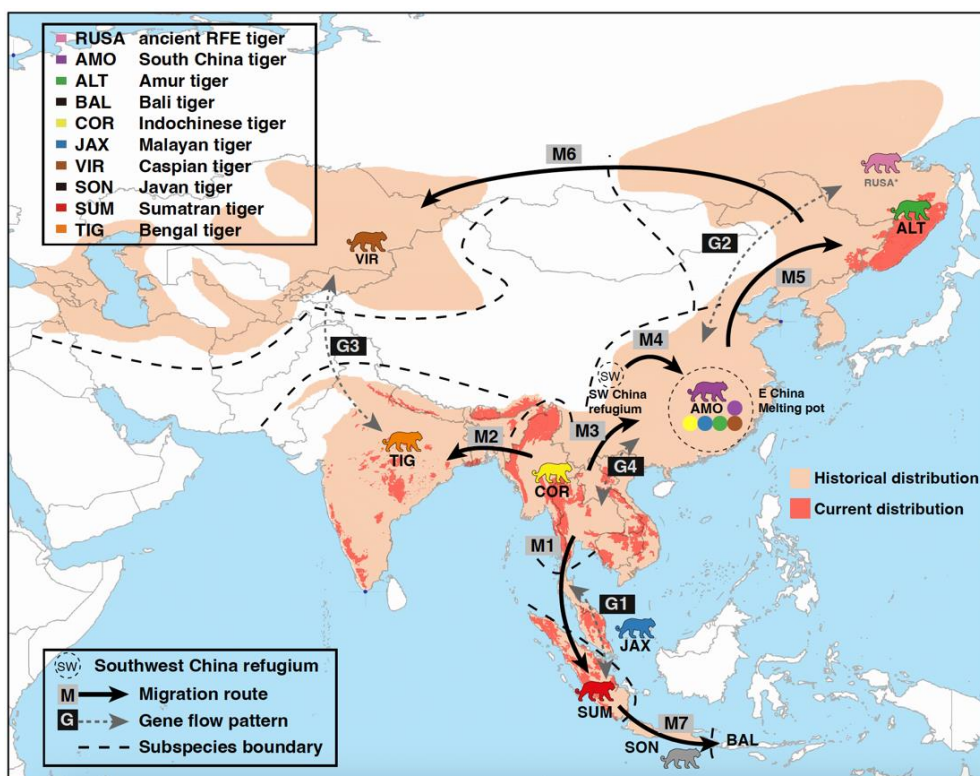 RUSA ancient RFE tiger
AMO South China tiger
ALT Amur tiger
BAL Bali tiger
COR Indochinese tiger
JAX Malayan tiger
VIR Caspian tiger
SON Javan tiger
SUM Sumatran tiger
TIG Bengal tiger
M6
RUSA*
ALT
VIR
G2
M5
G3
M4
SW
SW China
refugium
AMO
E China
Melting pot
M3
M2
TIG
G4
COR
Historical distribution
Current distribution
M1
G1
JAX
SUM
M7
SON
BAL
SW Southwest China refugium
M Migration route
G Gene flow pattern
Subspecies boundary